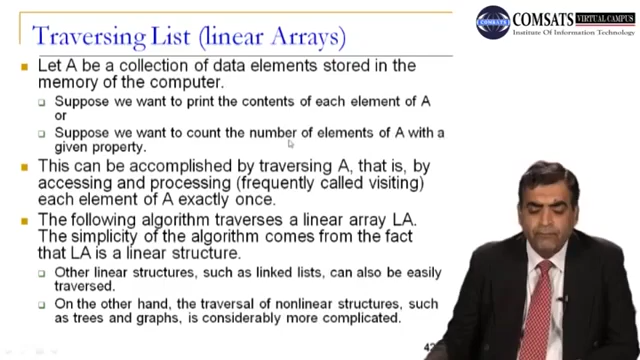 Traversing List (linear Arrays)
COMSATS VIRTUAL CAMPUS
Institute Of Information Technology
Let A be a collection of data elements stored in the
memory of the computer.
Suppose we want to print the contents of each element of A
or
Suppose we want to count the number of elements of A with a
given property.
This can be accomplished by traversing A, that is, by
accessing and processing (frequently called visiting)
each element of A exactly once.
The following algorithm traverses a linear array LA.
The simplicity of the algorithm comes from the fact
that LA is a linear structure.
Other linear structures, such as linked lists, can also be easily
traversed.
On the other hand, the traversal of nonlinear structures, such
as trees and graphs, is considerably more complicated.